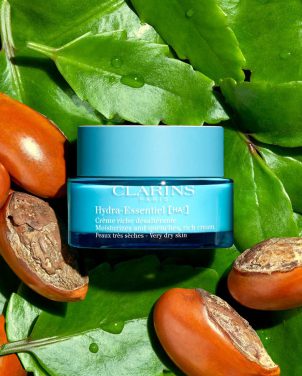 CLARINS
PARIS
Hydra-Essentiel [HA²]
Crème riche désaltérante
Moisturizes and quenches, rich cream
Peaux très sèches - Very dry skin